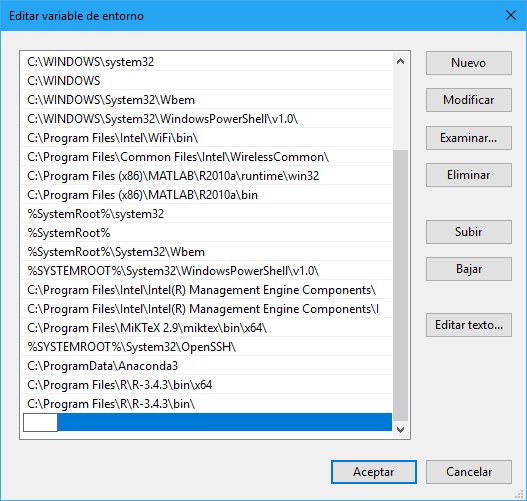 Editar variable de entorno
C:\WINDOWS\system32
C:\WINDOWS
C:\WINDOWS\System32\Wbem
C:\WINDOWS\System32\WindowsPowerShell\v1.0\
C:\Program Files\Intel\WiFi\bin\
C:\Program Files\Common Files\Intel\WirelessCommon\
C:\Program Files (x86)\MATLAB\R2010a\runtime\win32
C:\Program Files (x86)\MATLAB\R2010a\bin
%SystemRoot%\system32
%SystemRoot%
%SystemRoot%\System32\Wbem
%SYSTEMROOT%\System32\WindowsPowerShell\v1.0\
C:\Program Files\Intel\Intel(R) Management Engine Components\
C:\Program Files\Intel\Intel(R) Management Engine Components\I
C:\Program Files\MiKTeX 2.9\miktex\bin\x64\
%SYSTEMROOT%\System32\OpenSSH\
C:\ProgramData\Anaconda3
C:\Program Files\R\R-3.4.3\bin\x64
C:\Program Files\R\R-3.4.3\bin\
Nuevo
Modificar
Examinar...
Eliminar
Subir
Bajar
Editar texto...
Aceptar
Cancelar